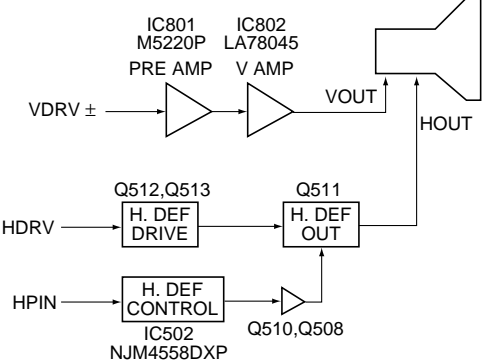 IC801
M5220P
PRE AMP
IC802
LA78045
V AMP
VDRV ±
VOUT
HOUT
Q512,Q513
H. DEF
DRIVE
Q511
H. DEF
OUT
HDRV
HPIN
H. DEF
CONTROL
IC502
NJM4558DXP
Q510,Q508